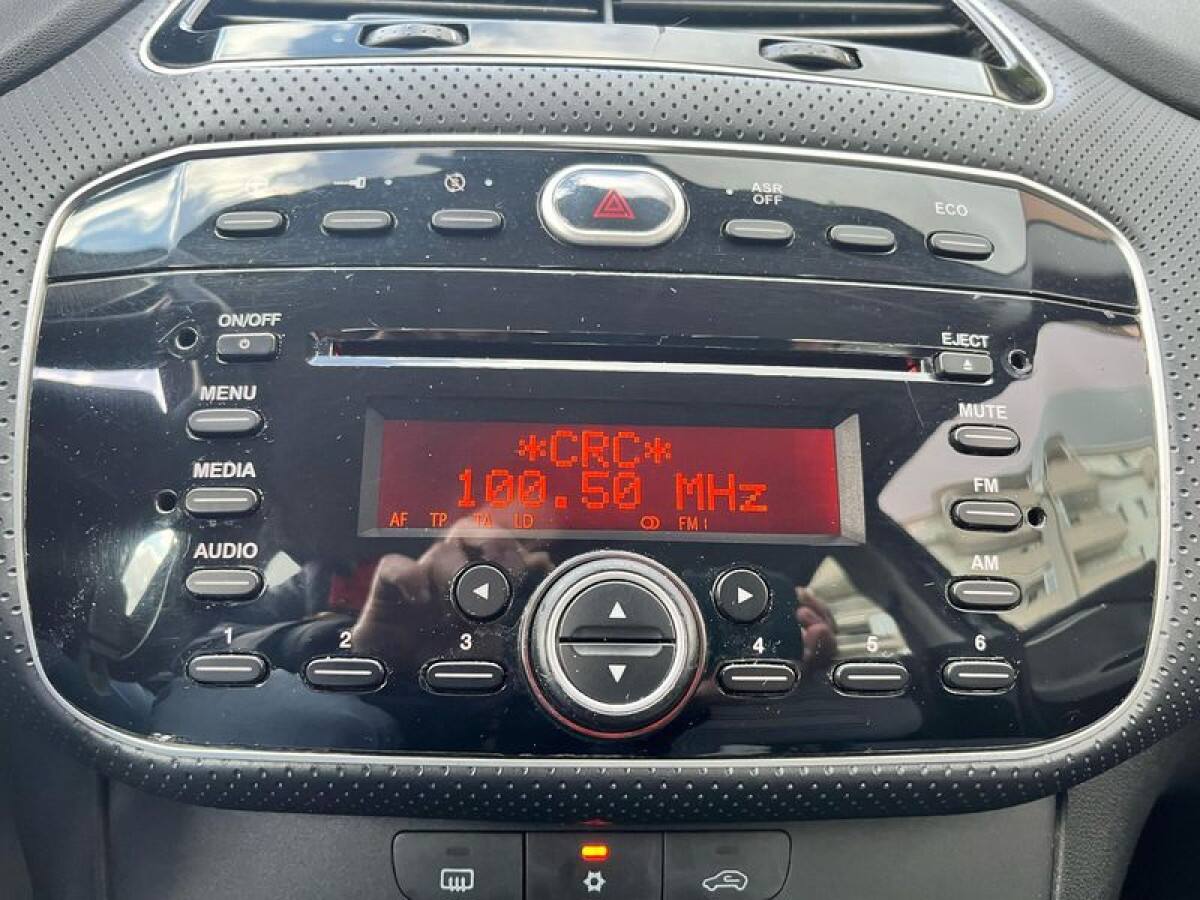 ASR
OFF
ECO
ON/OFF
EJECT
MENU
MUTE
*CRC*
MEDIA
100.50 MHz
FM
AF TP TA LD FM I
AUDIO
AM
1 2 3 4 5 6